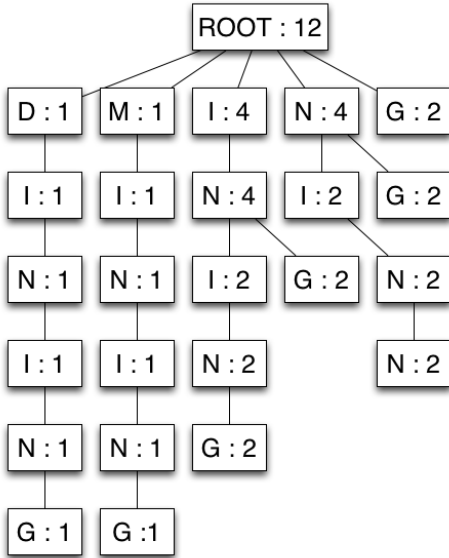 ROOT : 12
D : 1 M : 1 I : 4 N : 4 G : 2
I : 1 I : 1 N : 4 I : 2 G : 2
N : 1 N : 1 I : 2 G : 2 N : 2
I : 1 I : 1 N : 2 N : 2
N : 1 N : 1 G : 2
G : 1 G :1